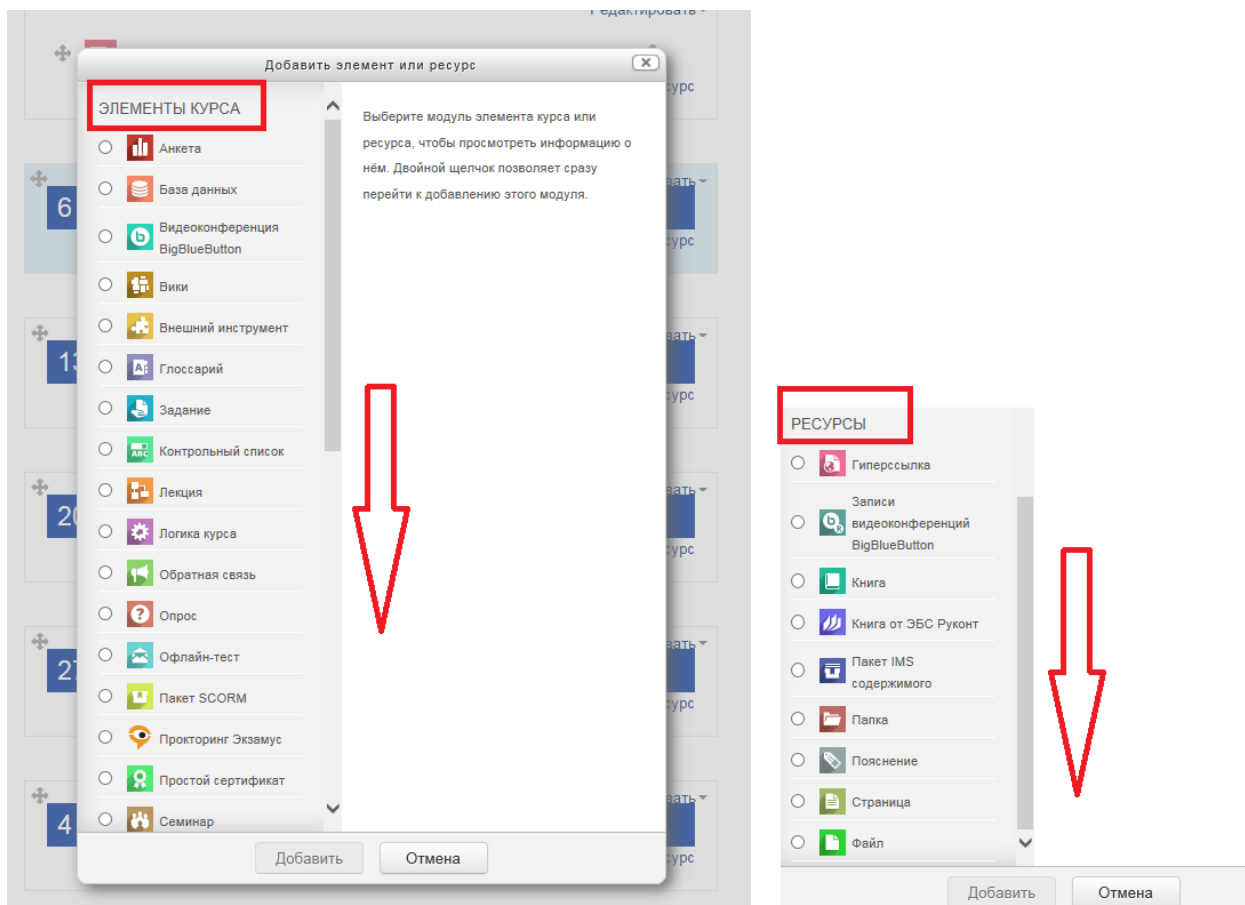 Редактировать
Добавить элемент или ресурс
ЭЛЕМЕНТЫ КУРСА
Анкета
База данных
Видеоконференция
BigBlueButton
Вики
Внешний инструмент
Глоссарий
Задание
Контрольный список
Лекция
Логика курса
Обратная связь
Опрос
Офлайн-тест
Пакет SCORM
Прокторинг Экзамус
Простой сертификат
Семинар
Выберите модуль элемента курса или
ресурса, чтобы просмотреть информацию о
нём. Двойной щелчок позволяет сразу
перейти к добавлению этого модуля.
Добавить
Отмена
6
20
4
РЕСУРСЫ
Гиперссылка
Записи
видеоконференций
BigBlueButton
Книга
Книга от ЭБС Руконт
Пакет IMS
содержимого
Папка
Пояснение
Страница
Файл
Добавить
Отмена